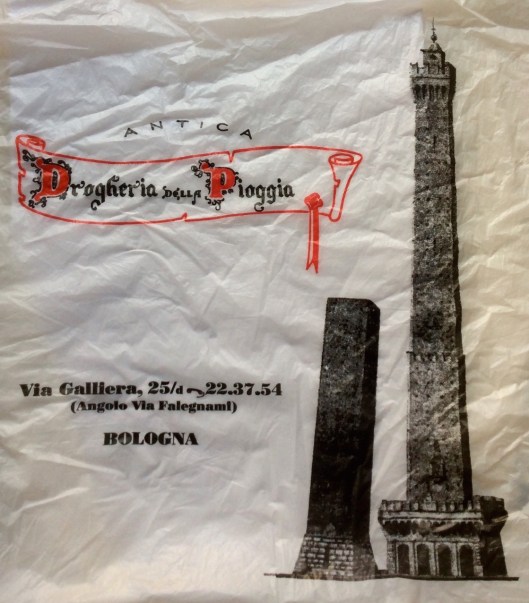 ANTICA
Drogheria DELLA Pioggia
Via Galliera, 25/d 22.37.54
(Angolo Via Falegnami)
BOLOGNA